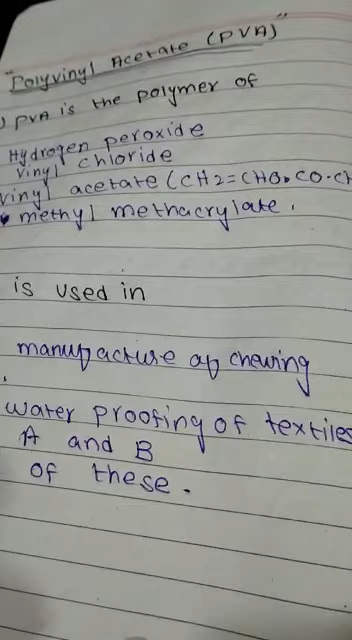 "Polyvinyl Acetate (PVA)"
) PVA is the polymer of
Hydrogen peroxide
Vinyl chloride
vinyl acetate (CH2=CHO.CO-CH
methyl methacrylate.
is used in
manufacture of chewing
water proofing of textiles
A and B
of these.